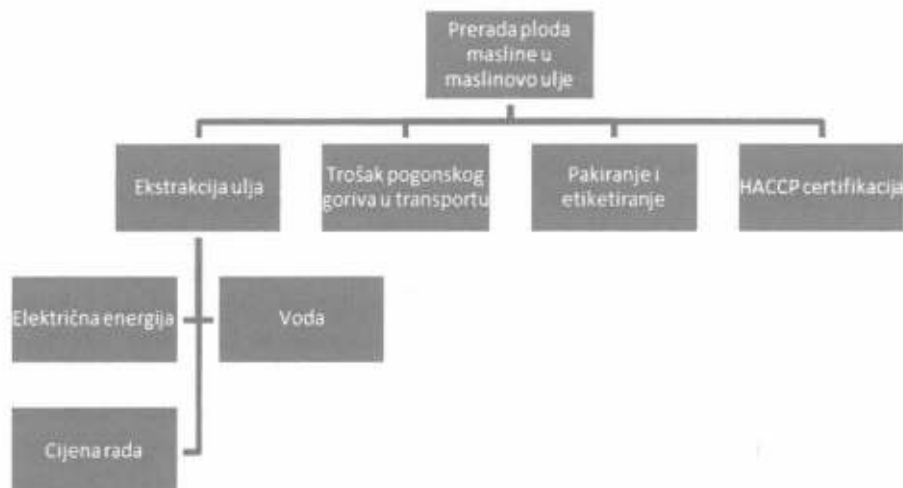 Prerada ploda
masline u
maslinovo ulje
Ekstrakcija ulja
Trošak pogonskog
goriva u transportu
Pakiranje i
etiketiranje
HACCP certifikacija
Električna energija
Voda
Cijena rada